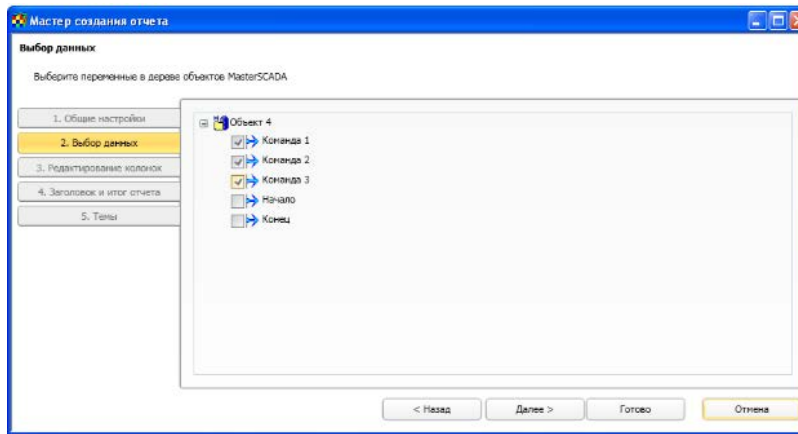 Мастер создания отчета
Выбор данных
Выберите переменные в дереве объектов MasterSCADA
1. Общие настройки
2. Выбор данных
3. Редактирование колонок
4. Заголовок и итог отчета
5. Темы
Объект 4
Команда 1
Команда 2
Команда 3
Начало
Конец
< Назад
Далее >
Готово
Отмена